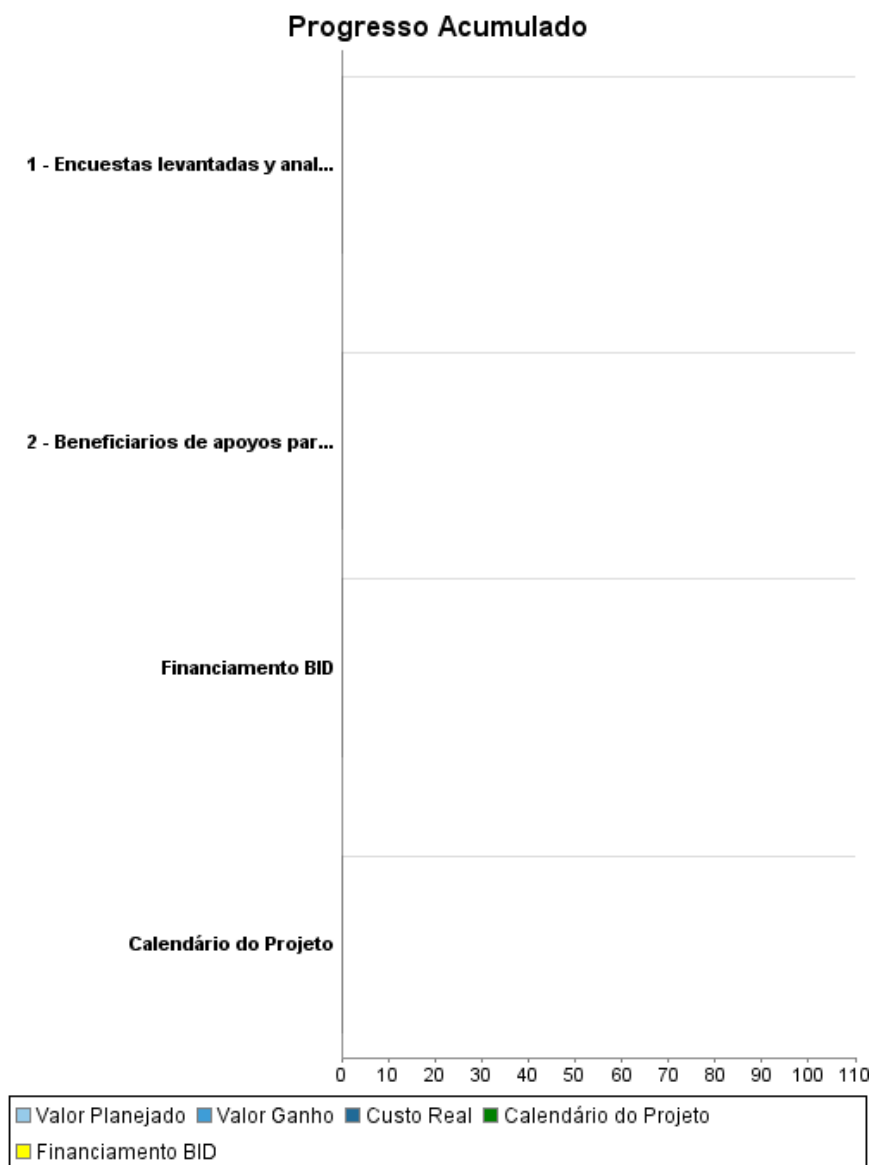 Progresso Acumulado
1 - Encuestas levantadas y anal...
2 - Beneficiarios de apoyos par...
Financiamento BID
Calendário do Projeto
0 10 20 30 40 50 60 70 80 90 100 110
Valor Planejado Valor Ganho Custo Real Calendário do Projeto
Financiamento BID